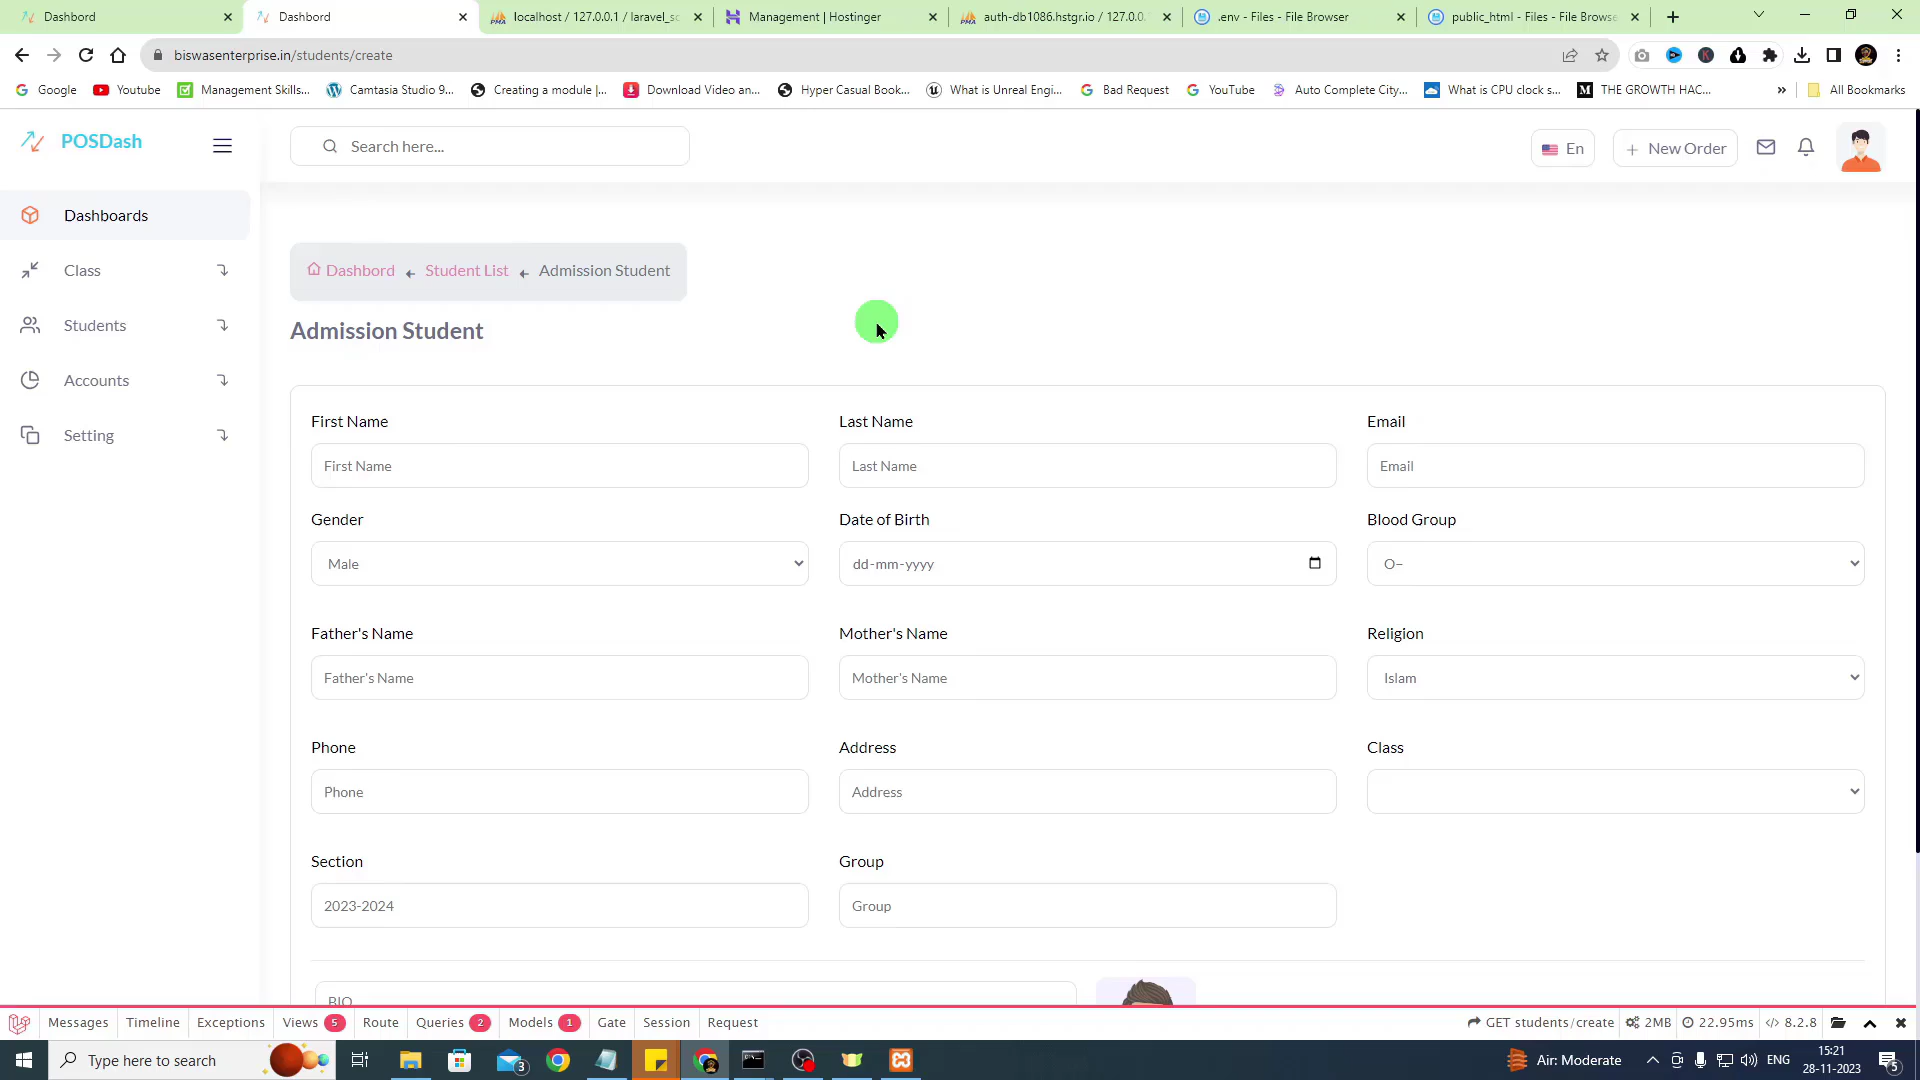 Dashbord
Dashbord
localhost / 127.0.0.1 / laravel_sc
Management | Hostinger
auth-db1086.hstgr.io / 127.0.0.
.env - Files - File Browser
public_html - Files - File Browse
biswasenterprise.in/students/create
Google
Youtube
Management Skills...
Camtasia Studio 9...
Creating a module |...
Download Video an...
Hyper Casual Book...
What is Unreal Engi...
Bad Request
YouTube
Auto Complete City...
What is CPU clock s...
THE GROWTH HAC...
»
All Bookmarks
POSDash
Search here...
En
New Order
Dashboards
Class
Students
Accounts
Setting
Dashbord
Student List
Admission Student
Admission Student
First Name
Last Name
Email
First Name
Last Name
Email
Gender
Date of Birth
Blood Group
Male
dd-mm-yyyy
O−
Father's Name
Mother's Name
Religion
Father's Name
Mother's Name
Islam
Phone
Address
Class
Phone
Address
Section
Group
2023-2024
Group
BIO
Messages
Timeline
Exceptions
Views 5
Route
Queries 2
Models 1
Gate
Session
Request
GET students/create
2MB
22.95ms
8.2.8
Type here to search
3
Air: Moderate
ENG
15:21
28-11-2023
5